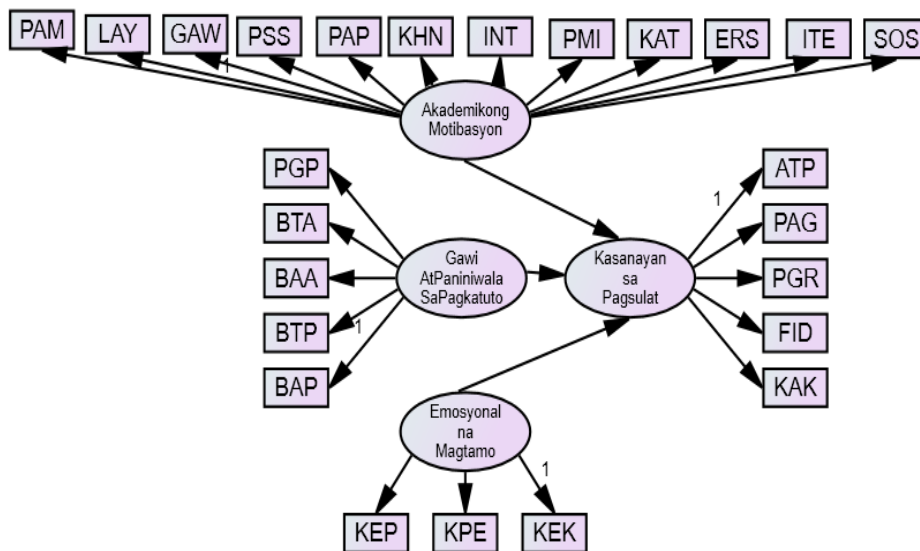 PAM LAY GAW PSS PAP KHN INT PMI KAT ERS ITE SOS
1
Akademikong
Motibasyon
PGP
BTA
BAA
BTP
1
BAP
Gawi
AtPaniniwala
SaPagkatuto
Kasanayan
sa
Pagsulat
1
ATP
PAG
PGR
FID
KAK
Emosyonal
na
Magtamo
1
KEP KPE KEK